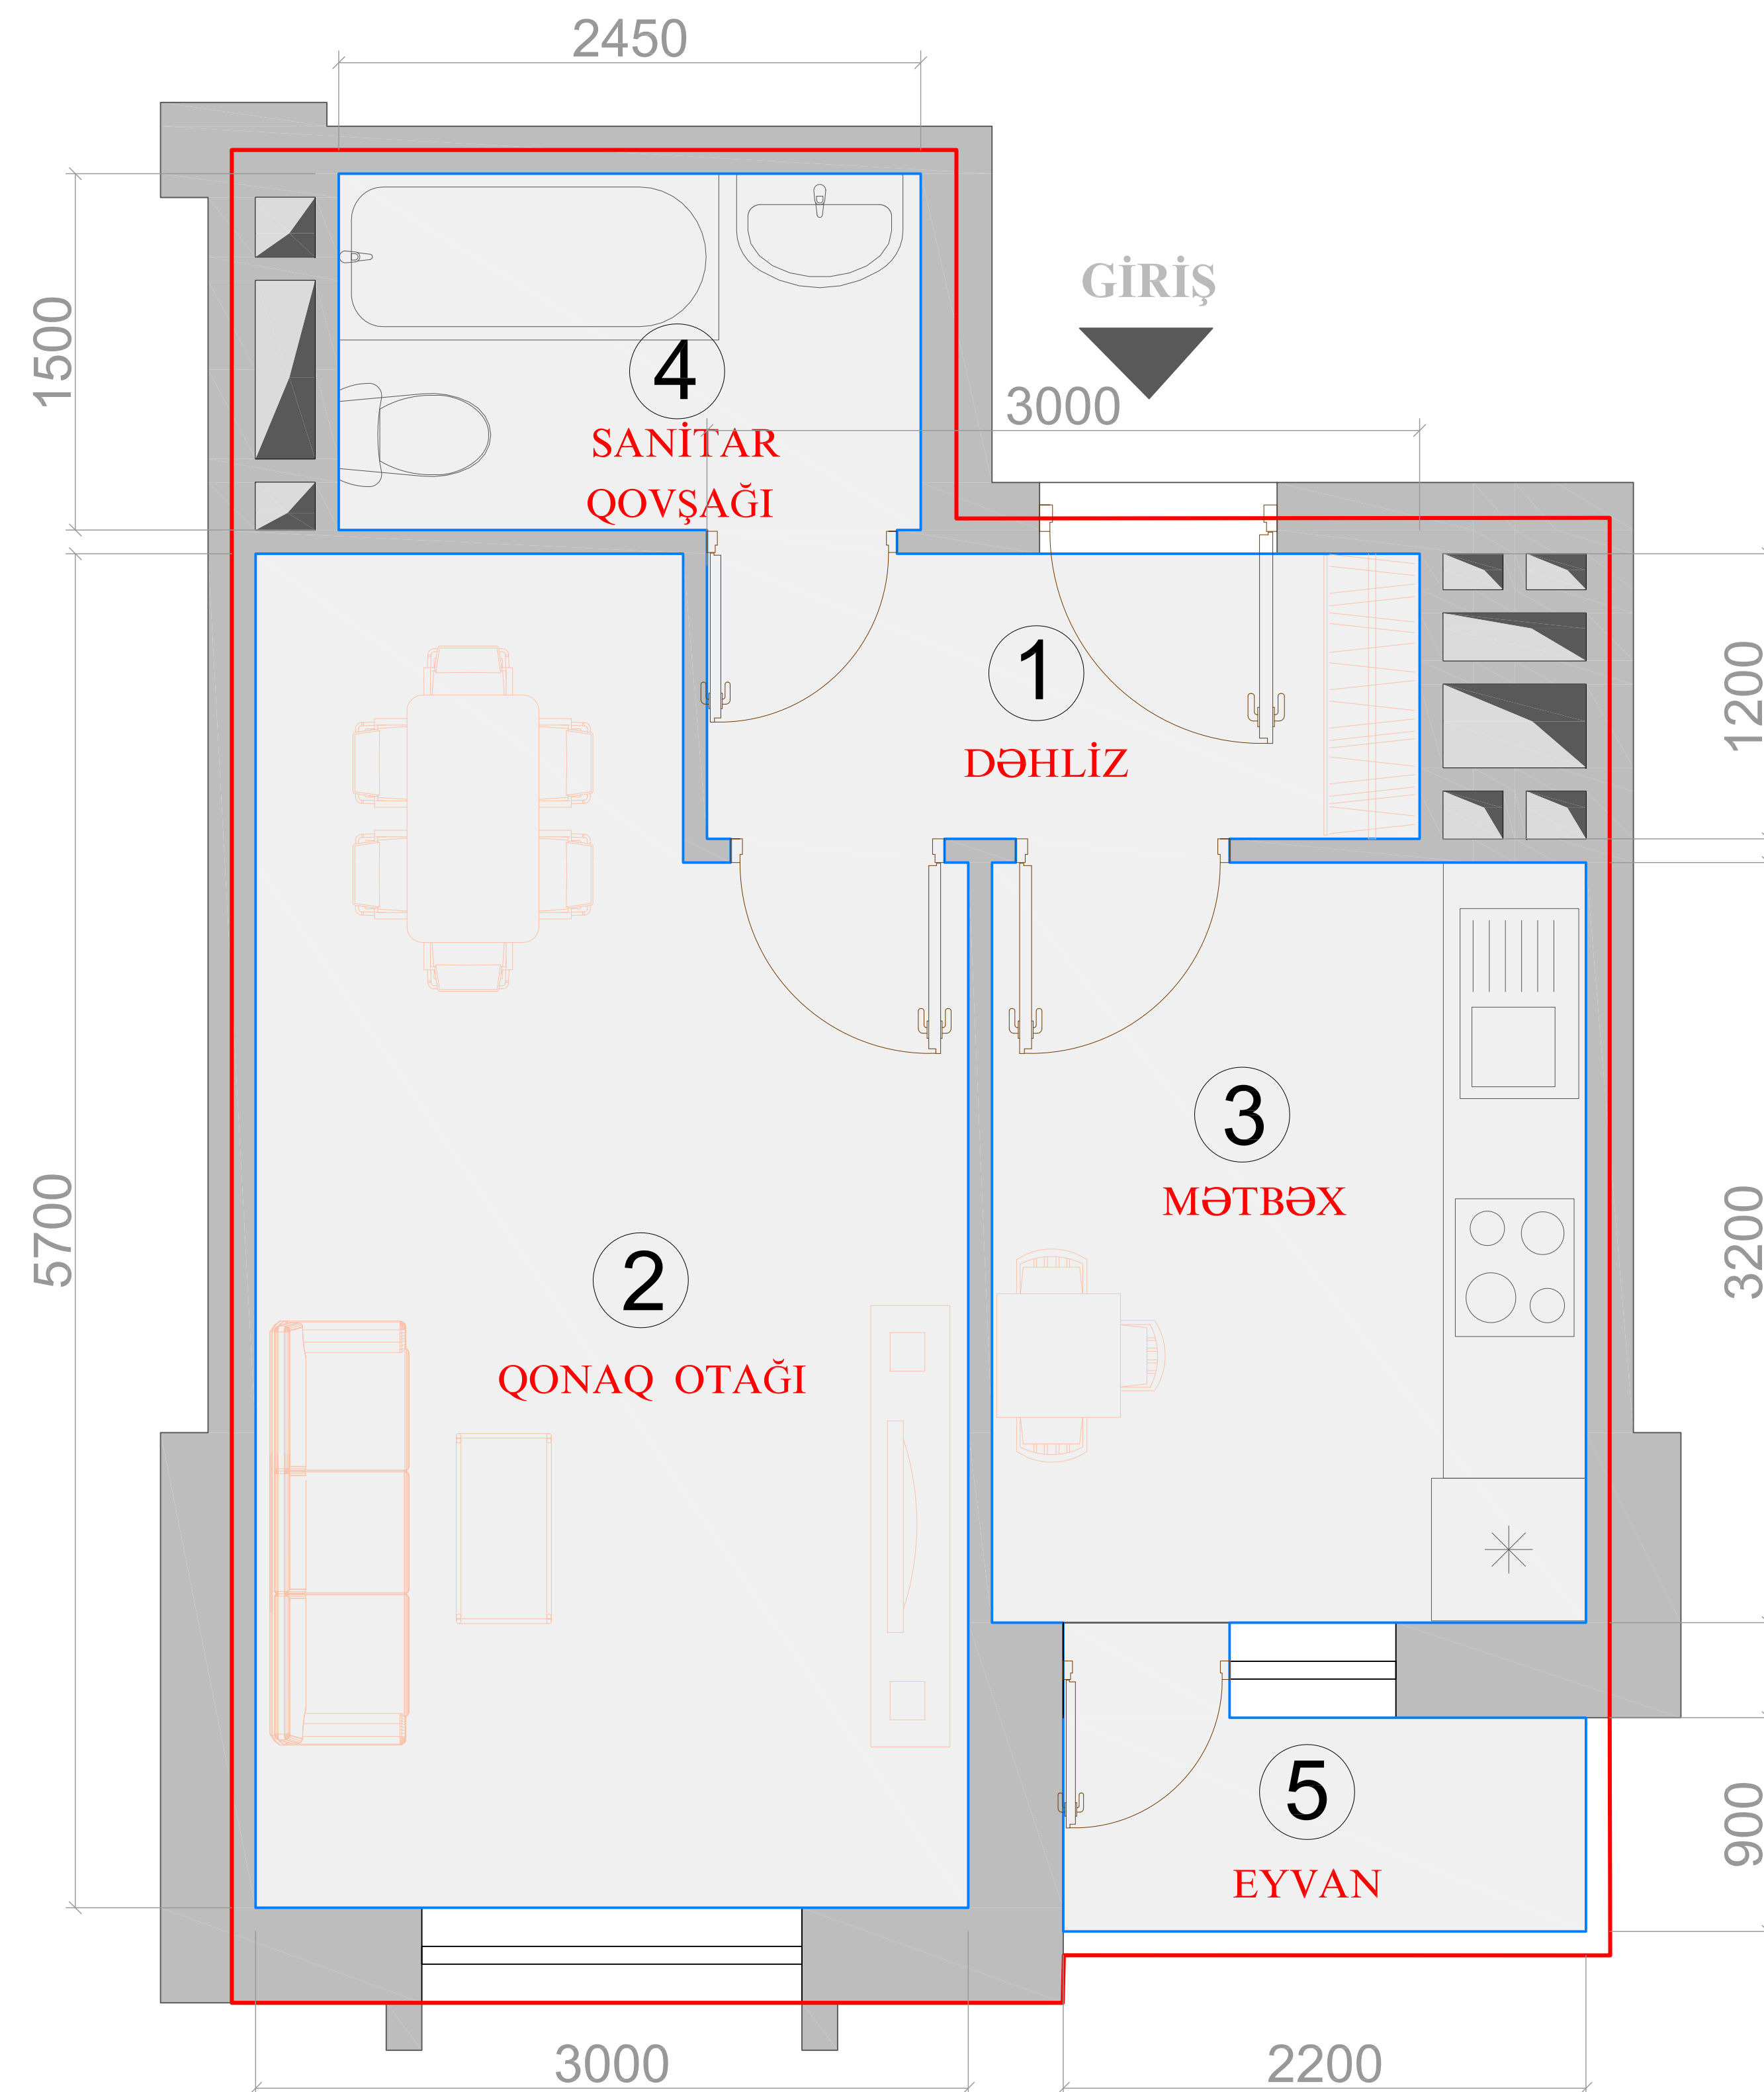 2450
GİRİŞ
1500
4
3000
SANİTAR
QOVŞAĞI
1
1200
DƏHLİZ
3
MƏTBƏX
5700
3200
2
QONAQ OTAĞI
5
900
EYVAN
3000
2200